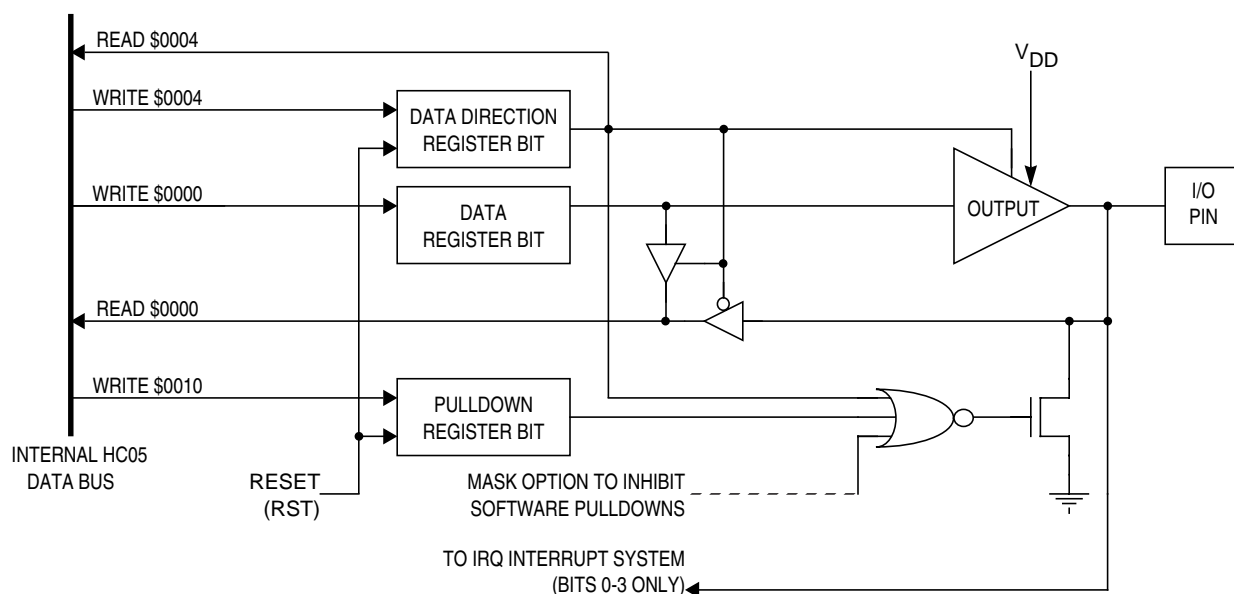 READ $0004
V
DD
WRITE $0004
DATA DIRECTION
REGISTER BIT
WRITE $0000
DATA
REGISTER BIT
OUTPUT
I/O
PIN
READ $0000
WRITE $0010
PULLDOWN
REGISTER BIT
INTERNAL HC05
DATA BUS
RESET
(RST)
MASK OPTION TO INHIBIT
SOFTWARE PULLDOWNS
TO IRQ INTERRUPT SYSTEM
(BITS 0-3 ONLY)